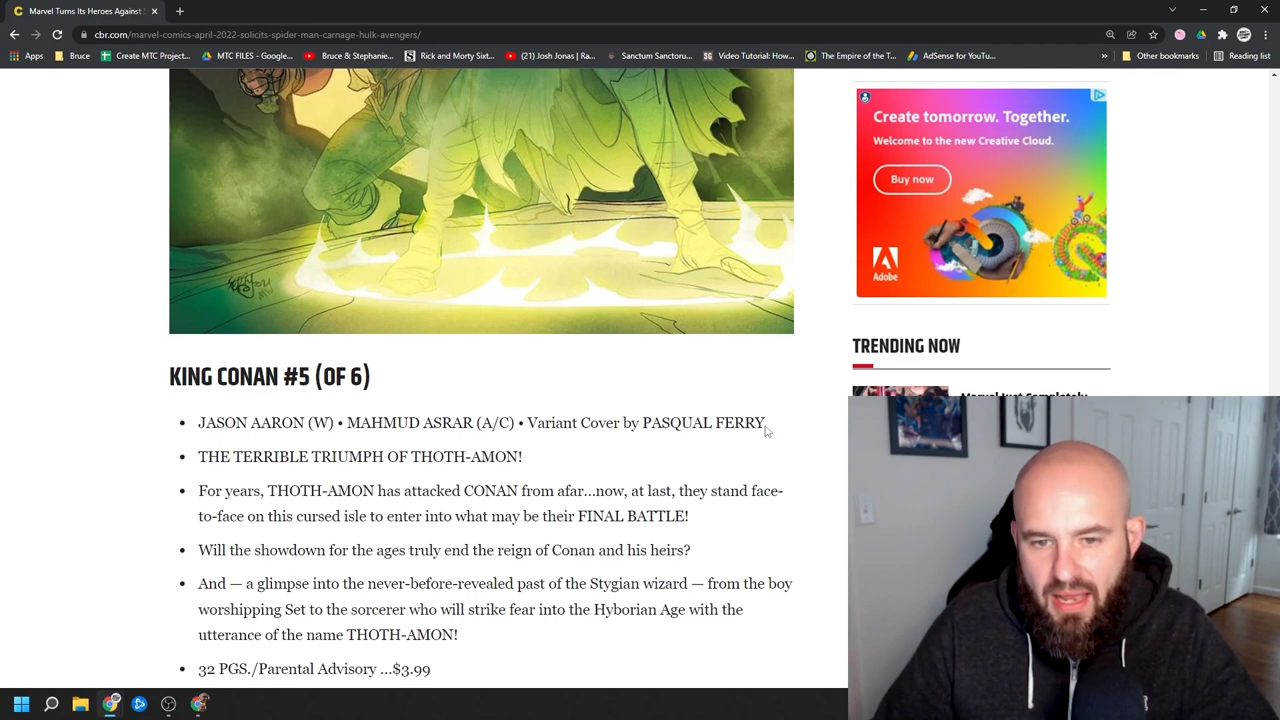 Marvel Turns Its Heroes Against
cbr.com/marvel-comics-april-2022-solicits-spider-man-carnage-hulk-avengers/
Apps Bruce Create MTC Project... MTC FILES - Google... Bruce & Stephanie... Rick and Morty Sixt... (21) Josh Jonas | Ra... Sanctum Sanctoru... Video Tutorial: How... The Empire of the T... AdSense for YouTu... » Other bookmarks Reading list
Create tomorrow. Together.
Welcome to the new Creative Cloud.
Buy now
Adobe
TRENDING NOW
Marvel Just Completely
KING CONAN #5 (OF 6)
• JASON AARON (W) • MAHMUD ASRAR (A/C) • Variant Cover by PASQUAL FERRY
• THE TERRIBLE TRIUMPH OF THOTH-AMON!
• For years, THOTH-AMON has attacked CONAN from afar…now, at last, they stand face-
to-face on this cursed isle to enter into what may be their FINAL BATTLE!
• Will the showdown for the ages truly end the reign of Conan and his heirs?
• And — a glimpse into the never-before-revealed past of the Stygian wizard — from the boy
worshipping Set to the sorcerer who will strike fear into the Hyborian Age with the
utterance of the name THOTH-AMON!
• 32 PGS./Parental Advisory …$3.99